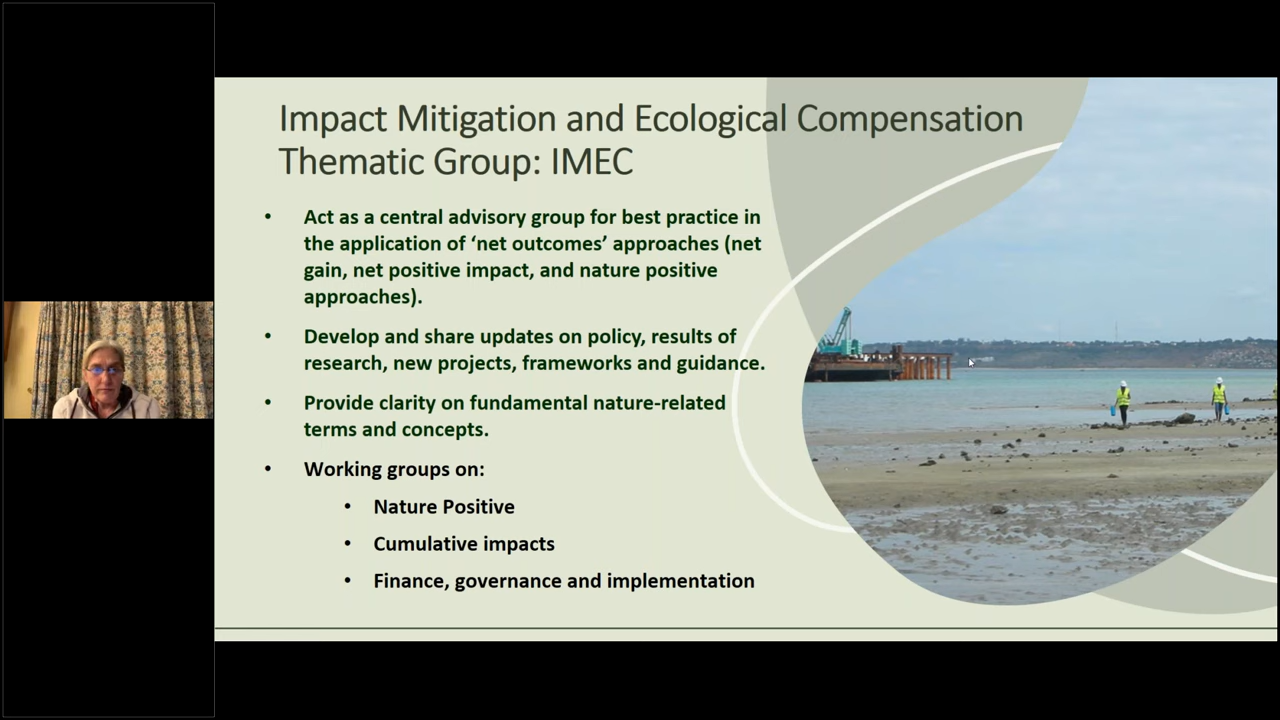 Impact Mitigation and Ecological Compensation
Thematic Group: IMEC
• Act as a central advisory group for best practice in
the application of ‘net outcomes’ approaches (net
gain, net positive impact, and nature positive
approaches).
• Develop and share updates on policy, results of
research, new projects, frameworks and guidance.
• Provide clarity on fundamental nature-related
terms and concepts.
• Working groups on:
• Nature Positive
• Cumulative impacts
• Finance, governance and implementation